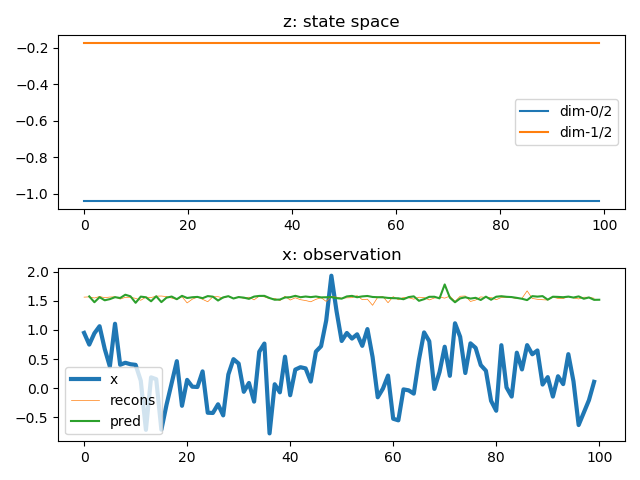 z: state space
−0.2
−0.4
−0.6
−0.8
−1.0
dim-0/2
dim-1/2
0 20 40 60 80 100
x: observation
2.0
1.5
1.0
0.5
0.0
−0.5
x
recons
pred
0 20 40 60 80 100